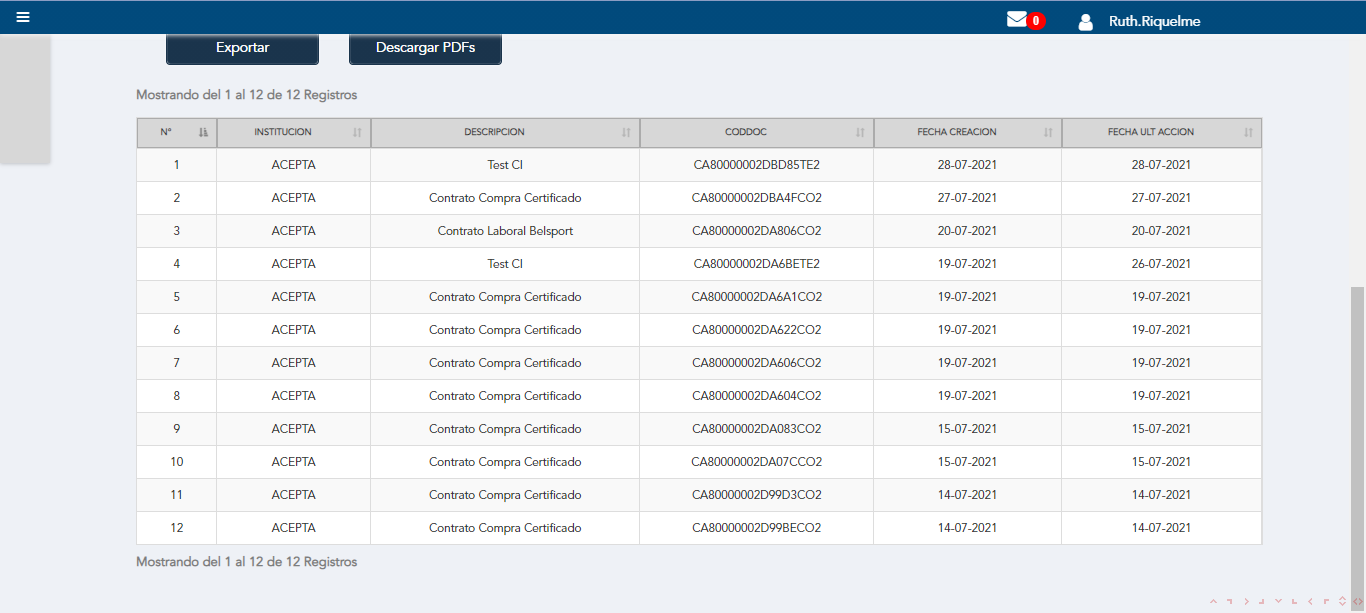 0 Ruth.Riquelme
Exportar Descargar PDFs
Mostrando del 1 al 12 de 12 Registros
N° INSTITUCION DESCRIPCION CODDOC FECHA CREACION FECHA ULT ACCION
1 ACEPTA Test CI CA80000002DBD85TE2 28-07-2021 28-07-2021
2 ACEPTA Contrato Compra Certificado CA80000002DBA4FCO2 27-07-2021 27-07-2021
3 ACEPTA Contrato Laboral Belsport CA80000002DA806CO2 20-07-2021 20-07-2021
4 ACEPTA Test CI CA80000002DA6BETE2 19-07-2021 26-07-2021
5 ACEPTA Contrato Compra Certificado CA80000002DA6A1CO2 19-07-2021 19-07-2021
6 ACEPTA Contrato Compra Certificado CA80000002DA622CO2 19-07-2021 19-07-2021
7 ACEPTA Contrato Compra Certificado CA80000002DA606CO2 19-07-2021 19-07-2021
8 ACEPTA Contrato Compra Certificado CA80000002DA604CO2 19-07-2021 19-07-2021
9 ACEPTA Contrato Compra Certificado CA80000002DA083CO2 15-07-2021 15-07-2021
10 ACEPTA Contrato Compra Certificado CA80000002DA07CCO2 15-07-2021 15-07-2021
11 ACEPTA Contrato Compra Certificado CA80000002D99D3CO2 14-07-2021 14-07-2021
12 ACEPTA Contrato Compra Certificado CA80000002D99BECO2 14-07-2021 14-07-2021
Mostrando del 1 al 12 de 12 Registros